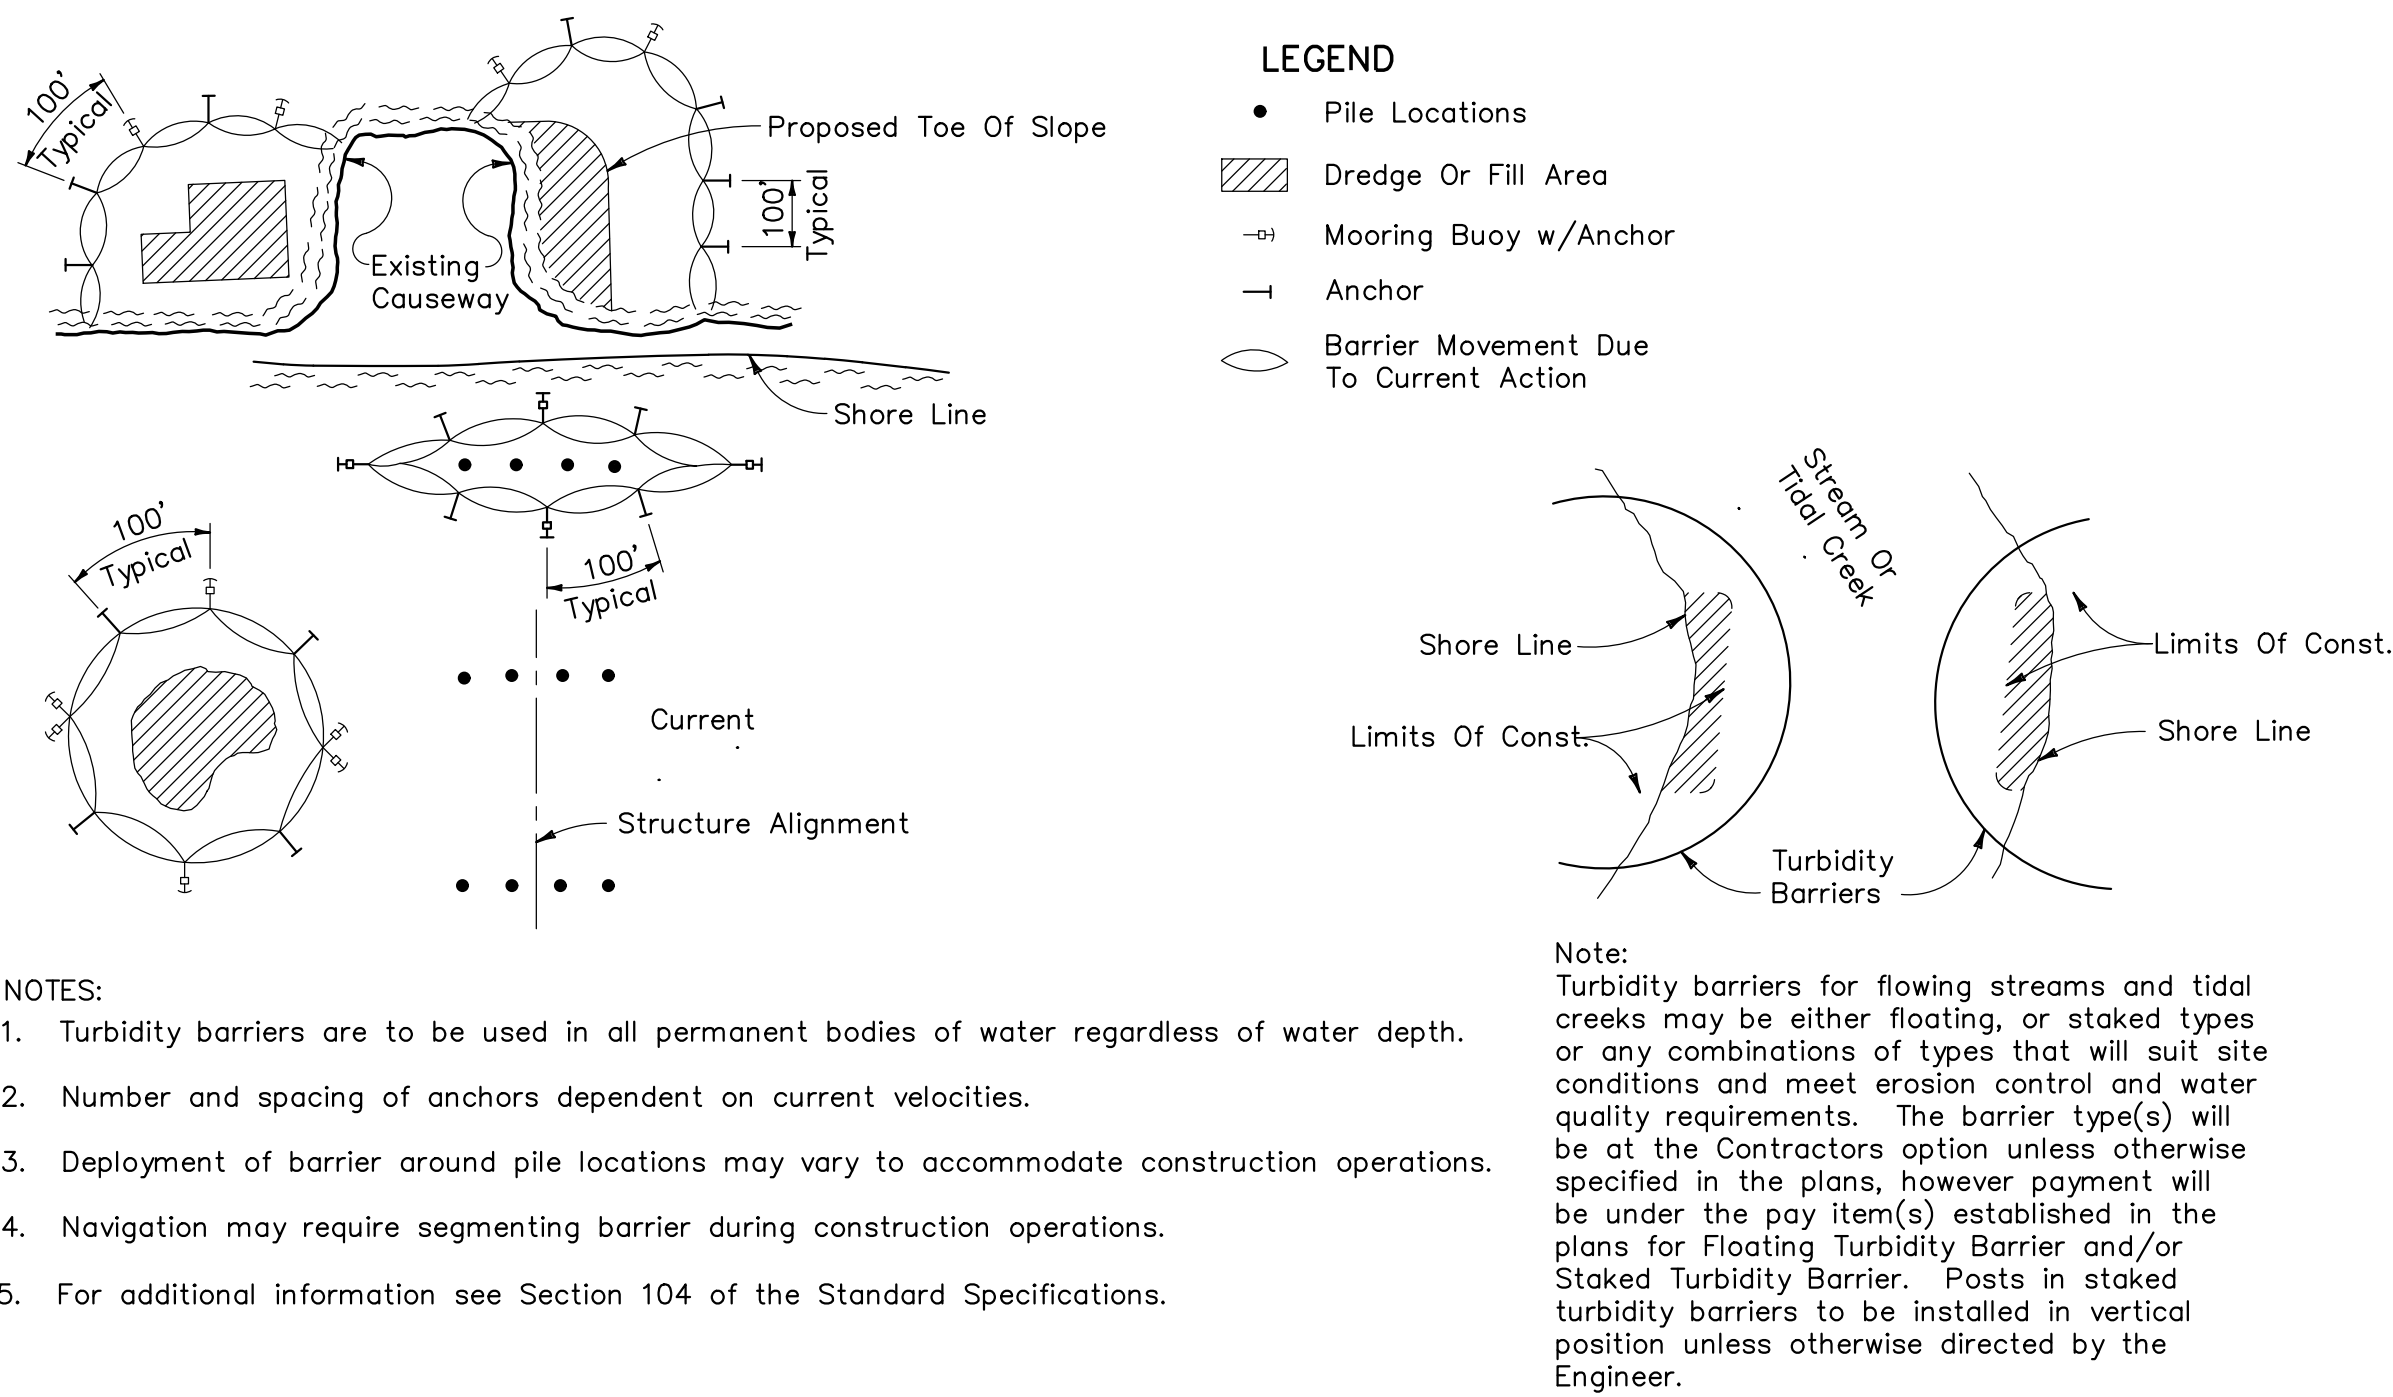 100'
Typical
Proposed Toe Of Slope
100'
Typical
Existing
Causeway
Shore Line
100'
Typical
100'
Typical
Current
Structure Alignment
LEGEND
Pile Locations
Dredge Or Fill Area
Mooring Buoy w/Anchor
Anchor
Barrier Movement Due
To Current Action
Stream Or
Tidal Creek
Shore Line
Limits Of Const.
Limits Of Const.
Shore Line
Turbidity
Barriers
NOTES:
1. Turbidity barriers are to be used in all permanent bodies of water regardless of water depth.
2. Number and spacing of anchors dependent on current velocities.
3. Deployment of barrier around pile locations may vary to accommodate construction operations.
4. Navigation may require segmenting barrier during construction operations.
5. For additional information see Section 104 of the Standard Specifications.
Note:
Turbidity barriers for flowing streams and tidal
creeks may be either floating, or staked types
or any combinations of types that will suit site
conditions and meet erosion control and water
quality requirements. The barrier type(s) will
be at the Contractors option unless otherwise
specified in the plans, however payment will
be under the pay item(s) established in the
plans for Floating Turbidity Barrier and/or
Staked Turbidity Barrier. Posts in staked
turbidity barriers to be installed in vertical
position unless otherwise directed by the
Engineer.